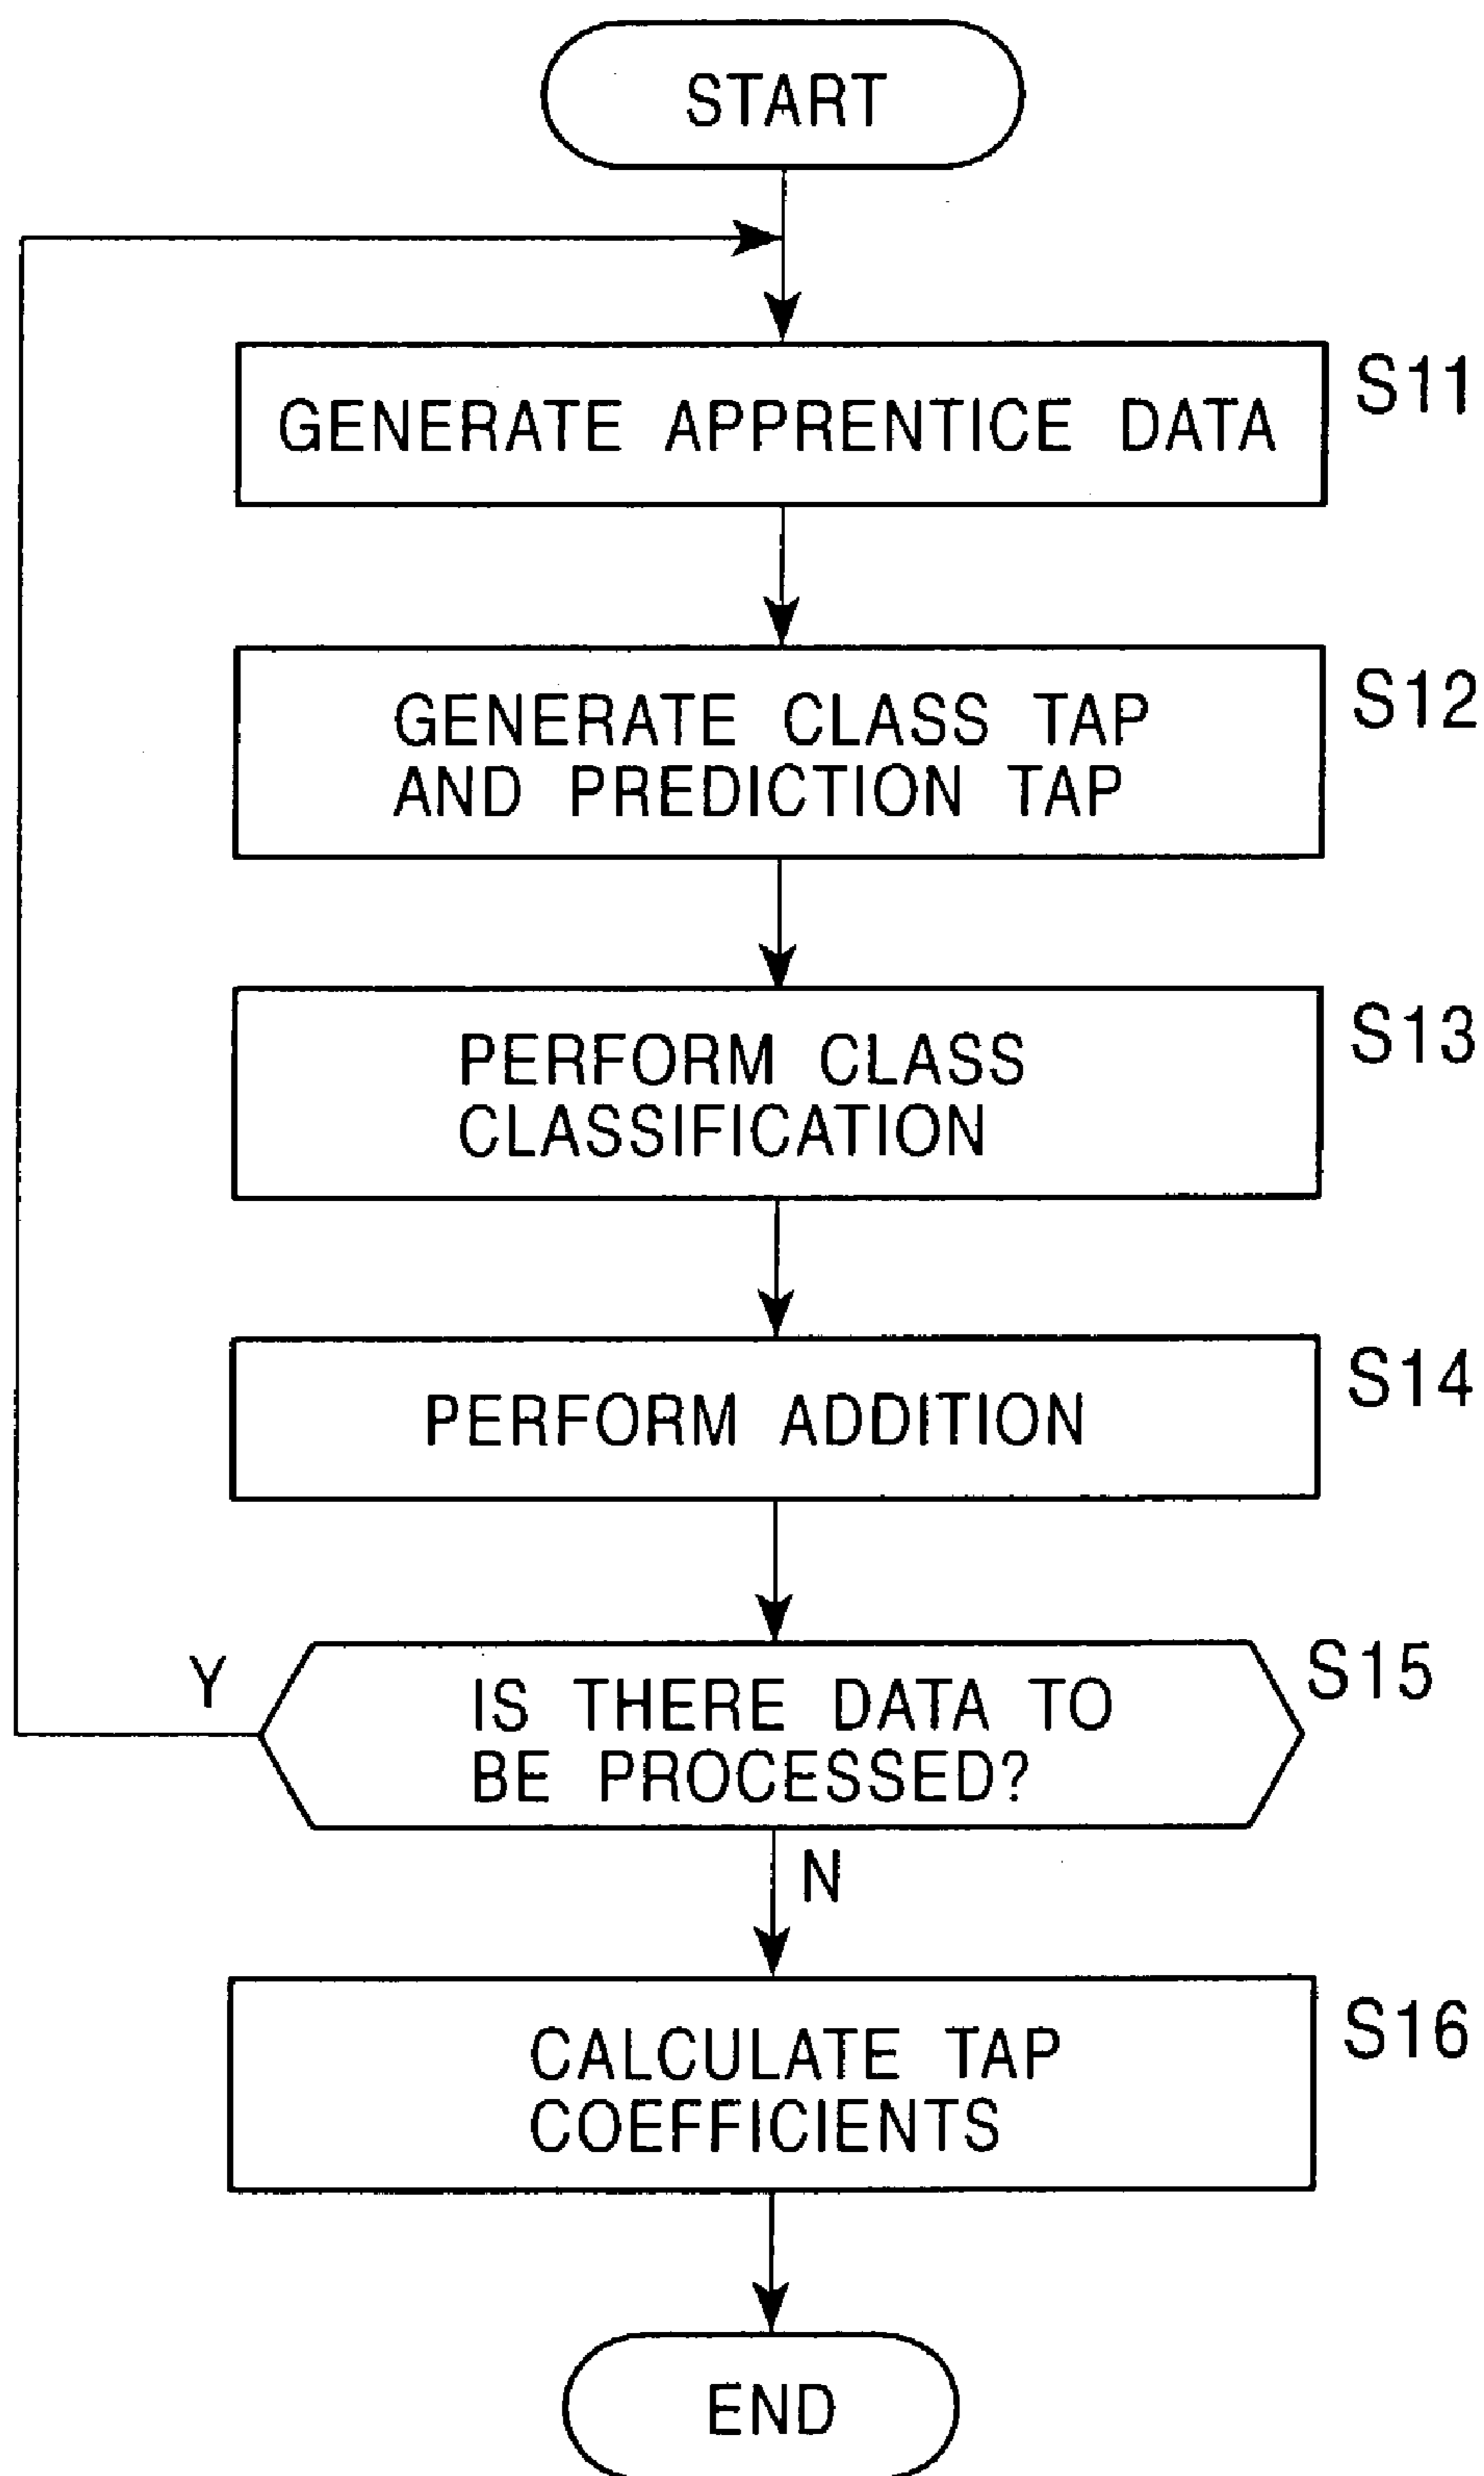 START
GENERATE APPRENTICE DATA
S11
GENERATE CLASS TAP
AND PREDICTION TAP
S12
PERFORM CLASS
CLASSIFICATION
S13
PERFORM ADDITION
S14
Y
IS THERE DATA TO
BE PROCESSED?
S15
N
CALCULATE TAP
COEFFICIENTS
S16
END